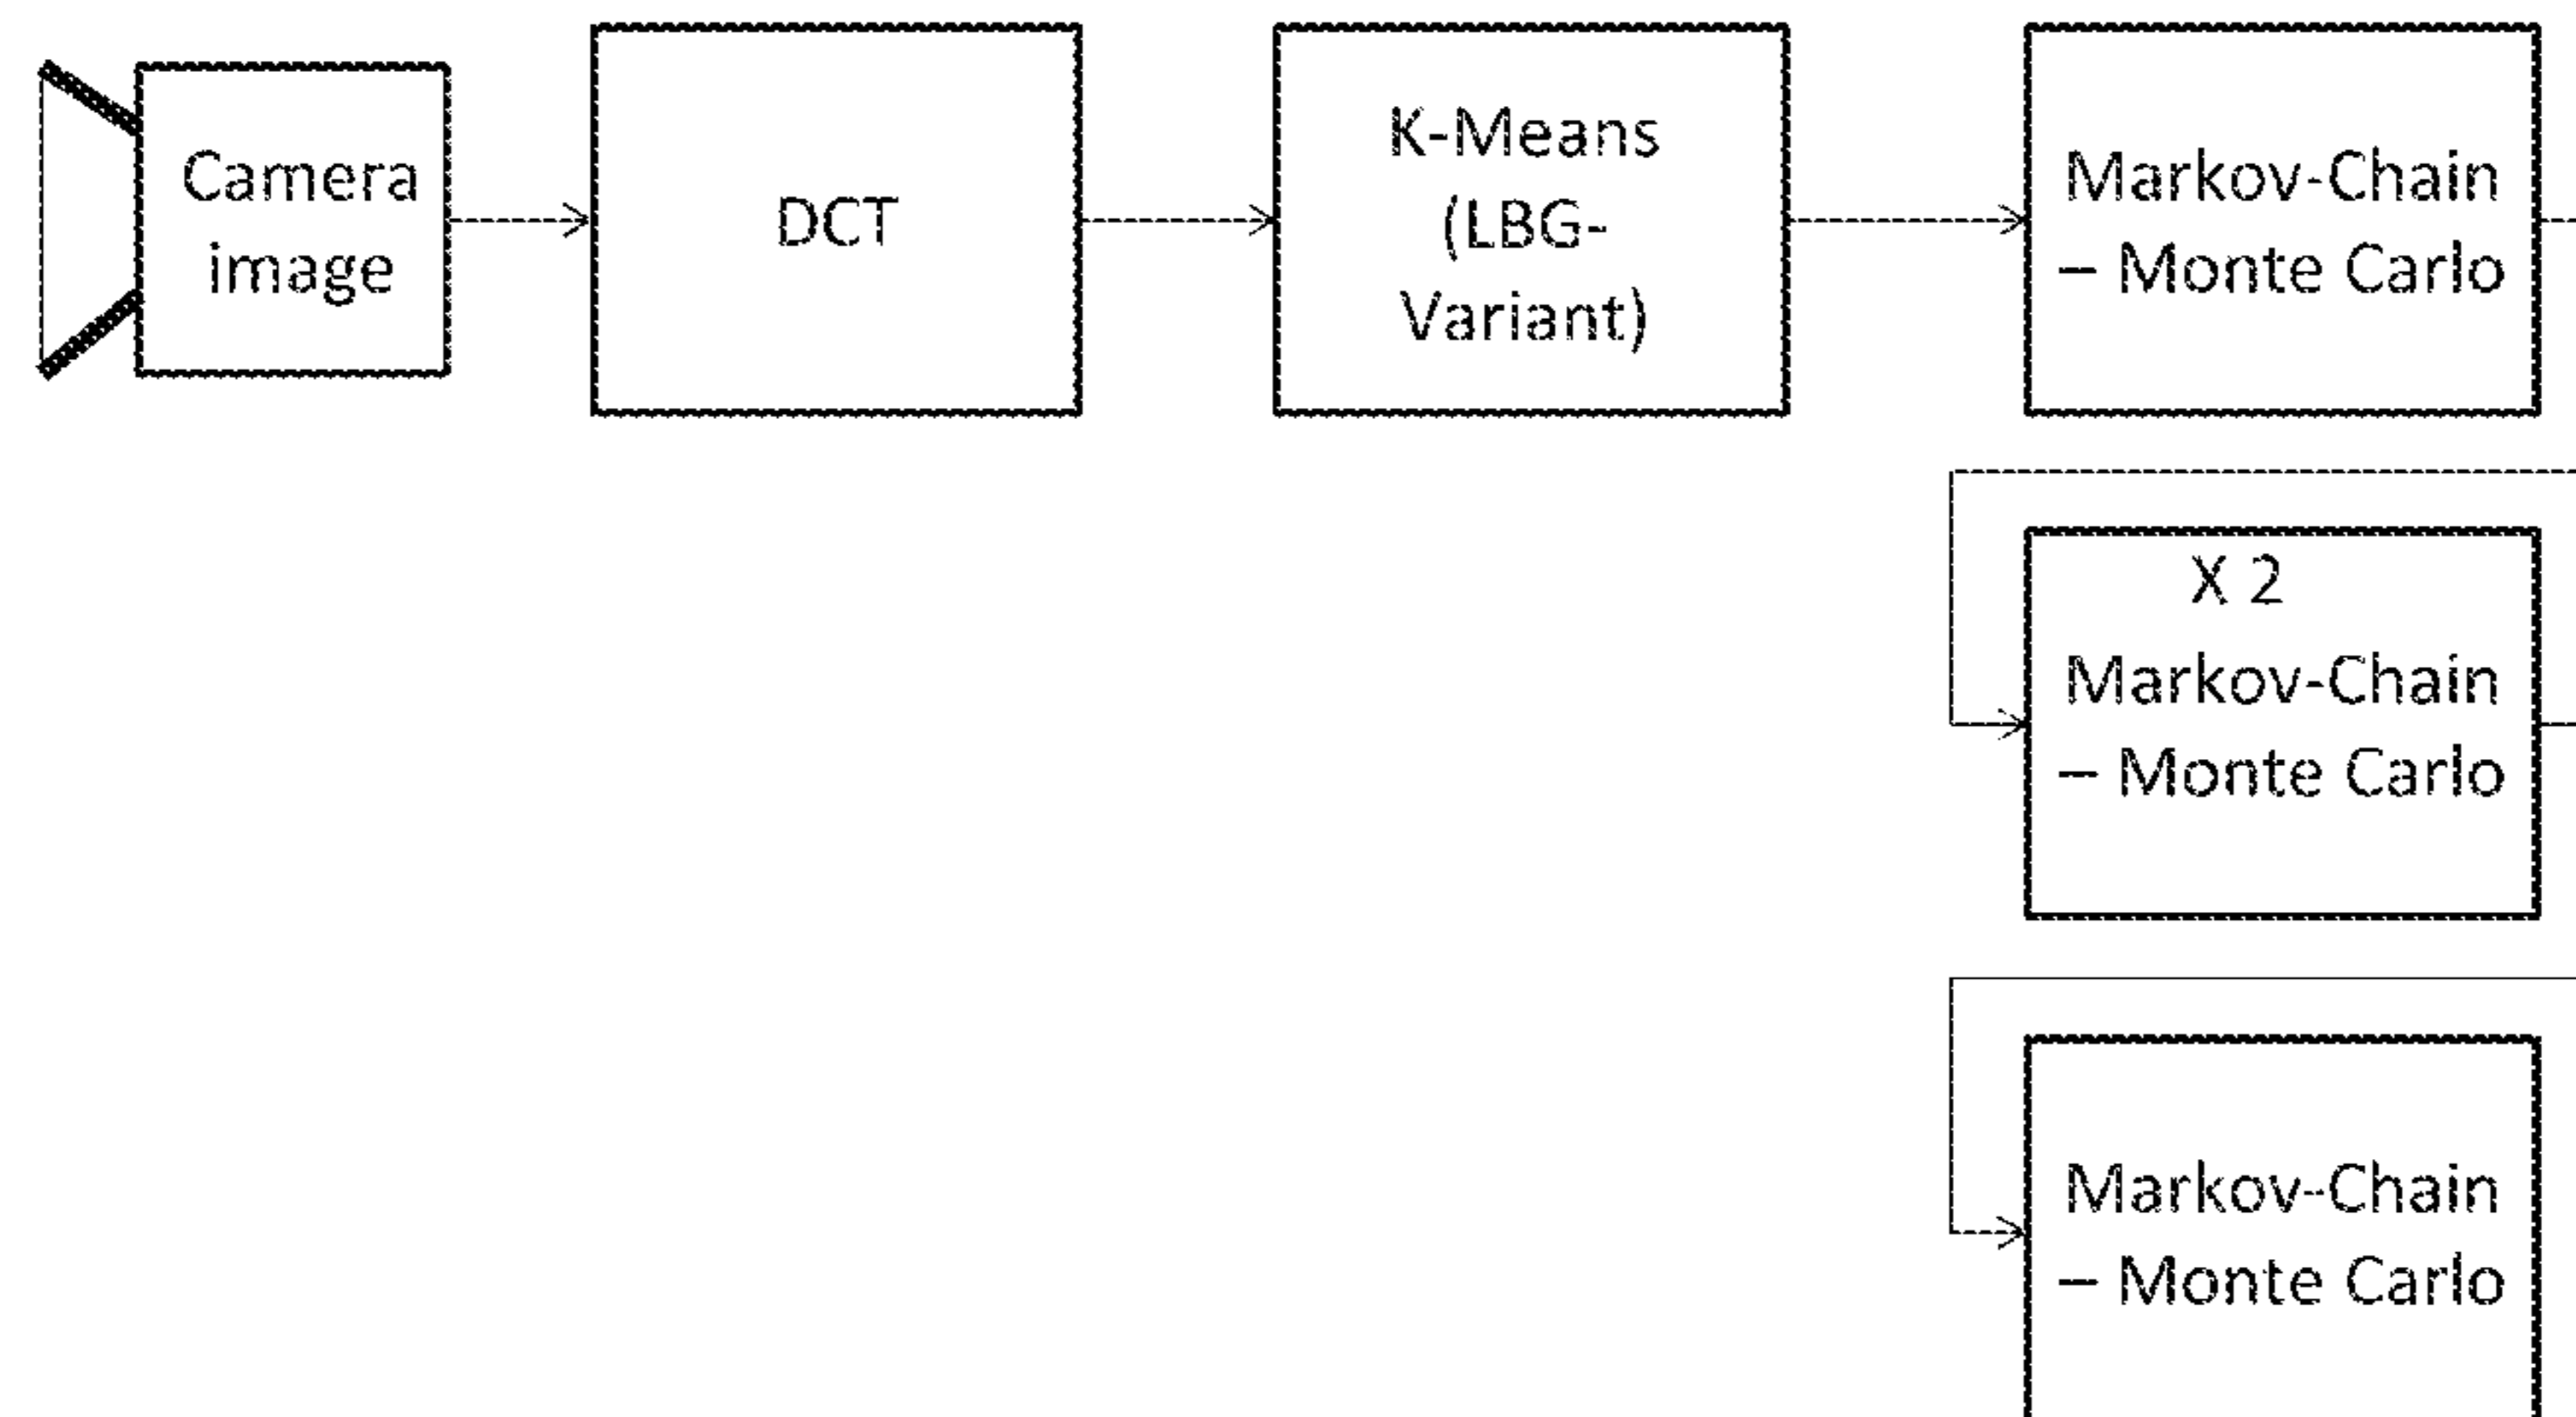 Camera
image
DCT
K-Means
(LBG-
Variant)
Markov-Chain
– Monte Carlo
X 2
Markov-Chain
– Monte Carlo
Markov-Chain
– Monte Carlo